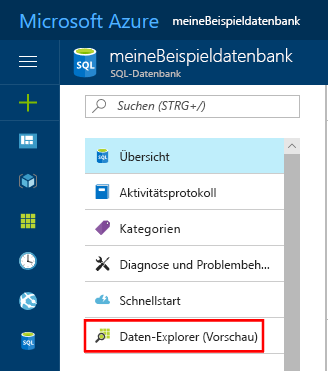 Microsoft Azure meineBeispieldatenbank
meineBeispieldatenbank
SQL SQL-Datenbank
Suchen (STRG+/)
SQL Übersicht
Aktivitätsprotokoll
Kategorien
Diagnose und Problembeh...
Schnellstart
Daten-Explorer (Vorschau)
SQL